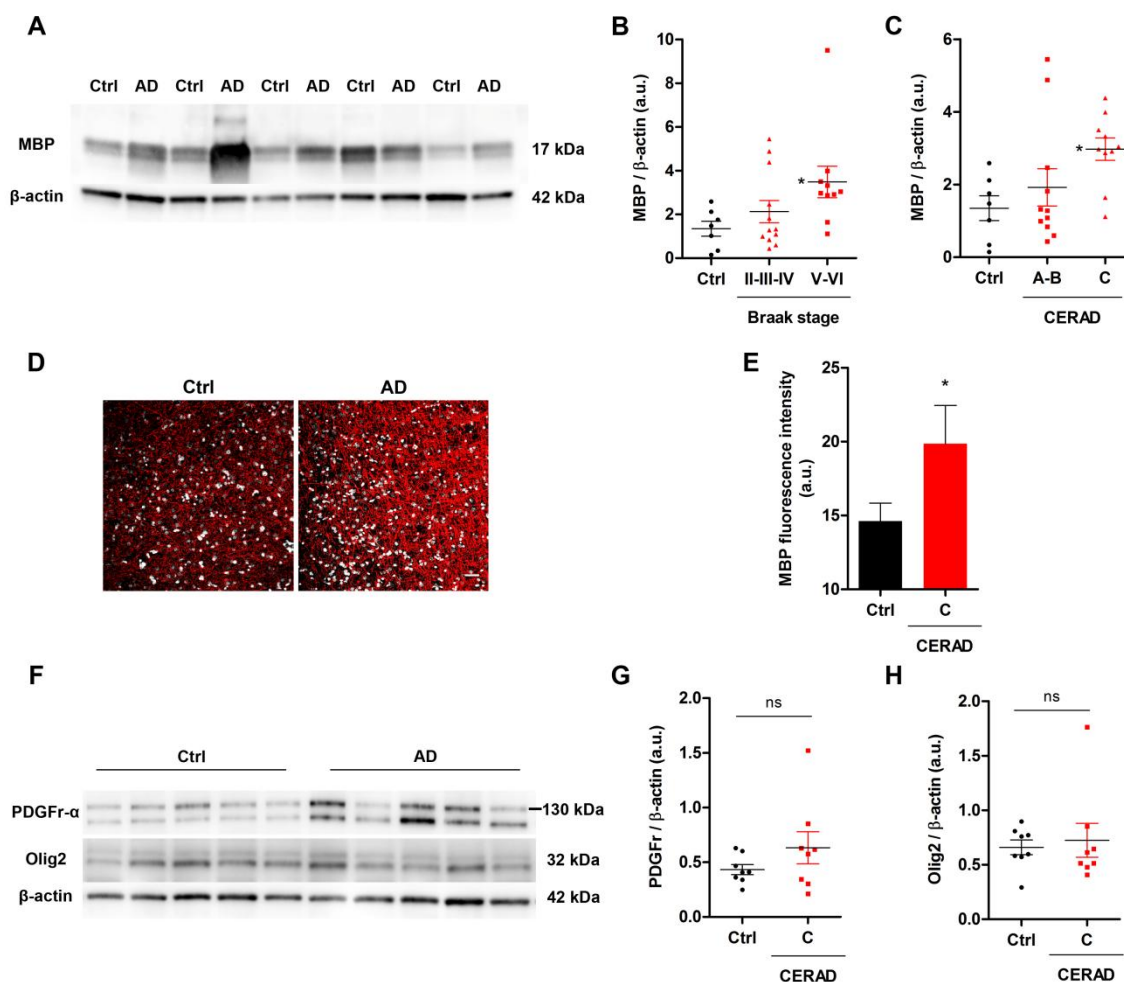 A
Ctrl AD Ctrl AD Ctrl AD Ctrl AD Ctrl AD
MBP
17 kDa
β-actin
42 kDa
B
MBP / β-actin (a.u.)
10
8
6
4
2
0
Ctrl II-III-IV V-VI
*
Braak stage
C
MBP / β-actin (a.u.)
6
4
2
0
*
Ctrl A-B C
CERAD
D
Ctrl AD
E
MBP fluorescence intensity
(a.u.)
25
20
15
10
*
Ctrl C
CERAD
F
Ctrl AD
PDGFr-α
130 kDa
Olig2
32 kDa
β-actin
42 kDa
G
PDGFr / β-actin (a.u.)
2.0
1.5
1.0
0.5
0.0
ns
Ctrl C
CERAD
H
Olig2 / β-actin (a.u.)
2.0
1.5
1.0
0.5
0.0
ns
Ctrl C
CERAD